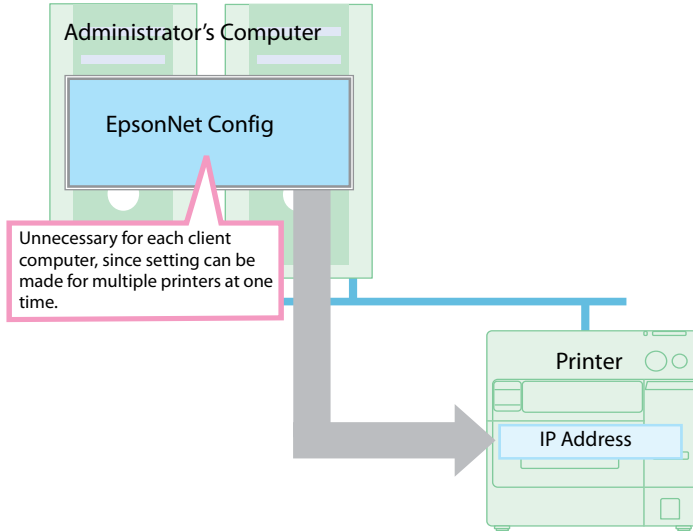 Administrator’s Computer
EpsonNet Config
Unnecessary for each client
computer, since setting can be
made for multiple printers at one
time.
Printer
IP Address